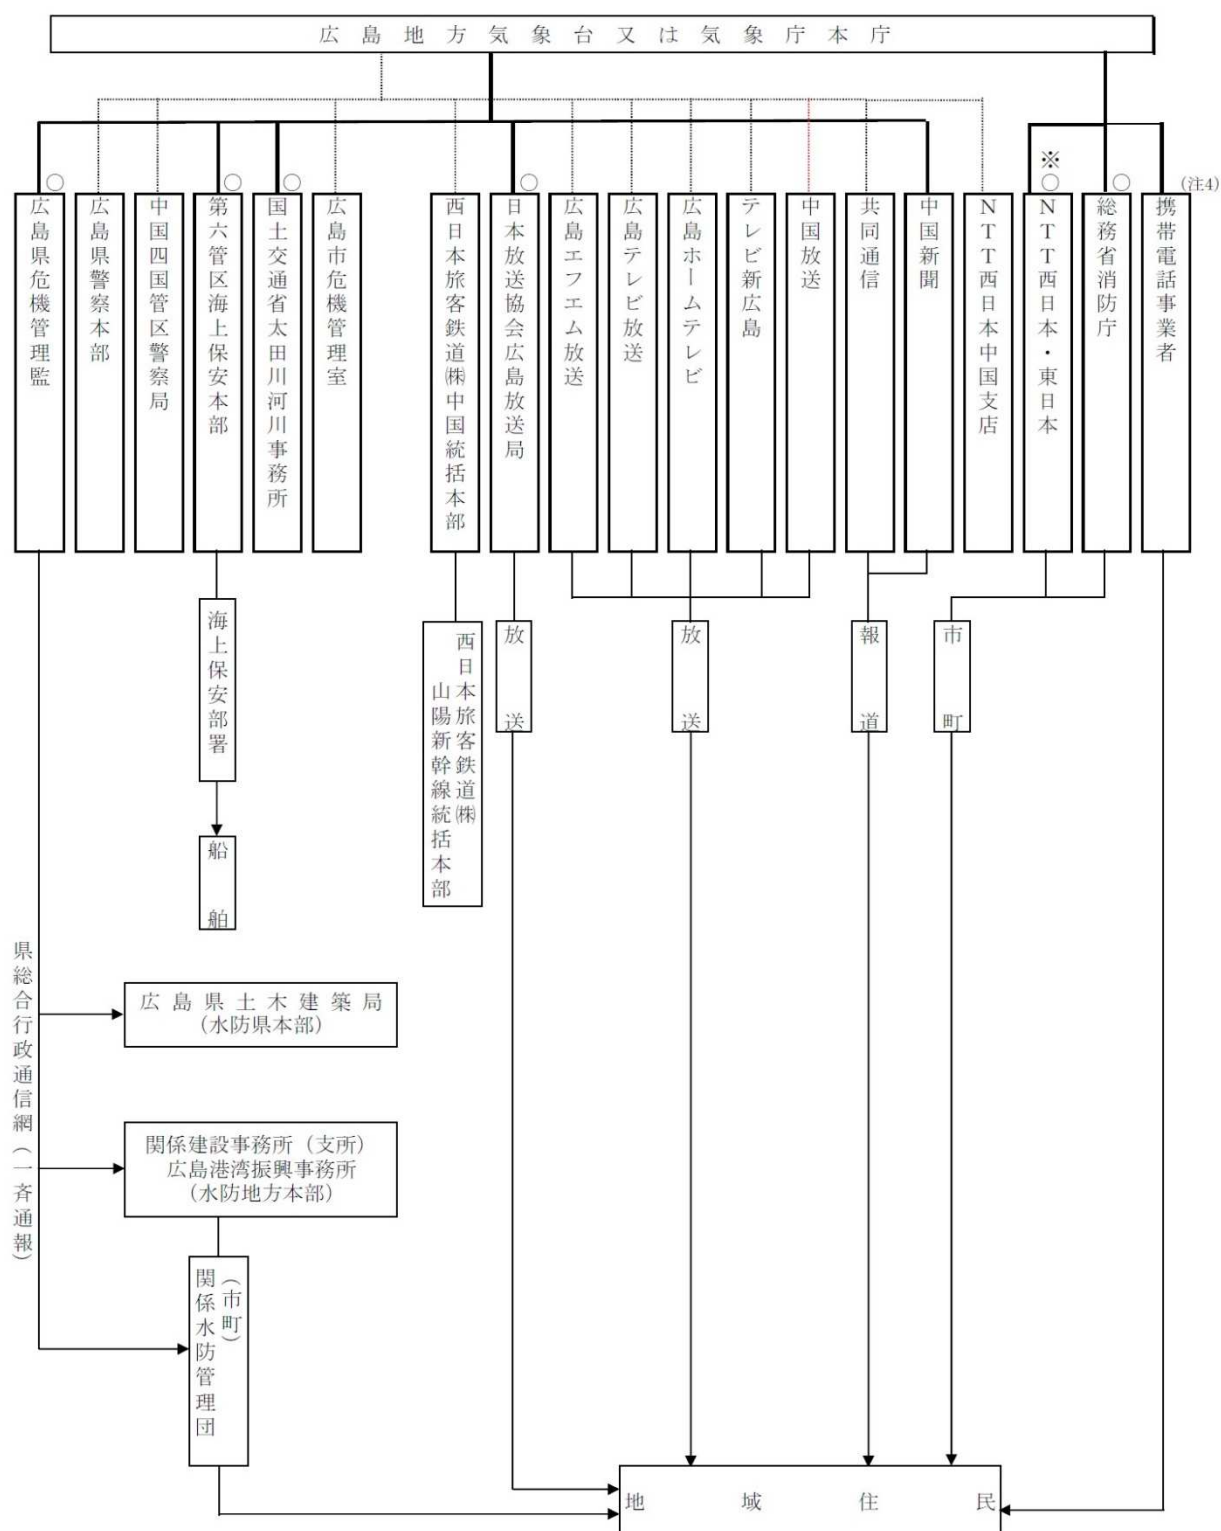 広島地方気象台又は気象庁本庁
○
○
○
○
※
○
○
(注4)
広島県危機管理監
広島県警察本部
中国四国管区警察局
第六管区海上保安本部
国土交通省太田川河川事務所
広島市危機管理室
西日本旅客鉄道㈱中国統括本部
日本放送協会広島放送局
広島エフエム放送
広島テレビ放送
広島ホームテレビ
テレビ新広島
中国放送
共同通信
中国新聞
NTT西日本中国支店
NTT西日本・東日本
総務省消防庁
携帯電話事業者
海上保安部署
船舶
西日本旅客鉄道㈱
山陽新幹線統括本部
放送
放送
報道
市町
県総合行政通信網(一斉通報)
広島県土木建築局
(水防県本部)
関係建設事務所(支所)
広島港湾振興事務所
(水防地方本部)
(市町)
関係水防管理団
地域住民